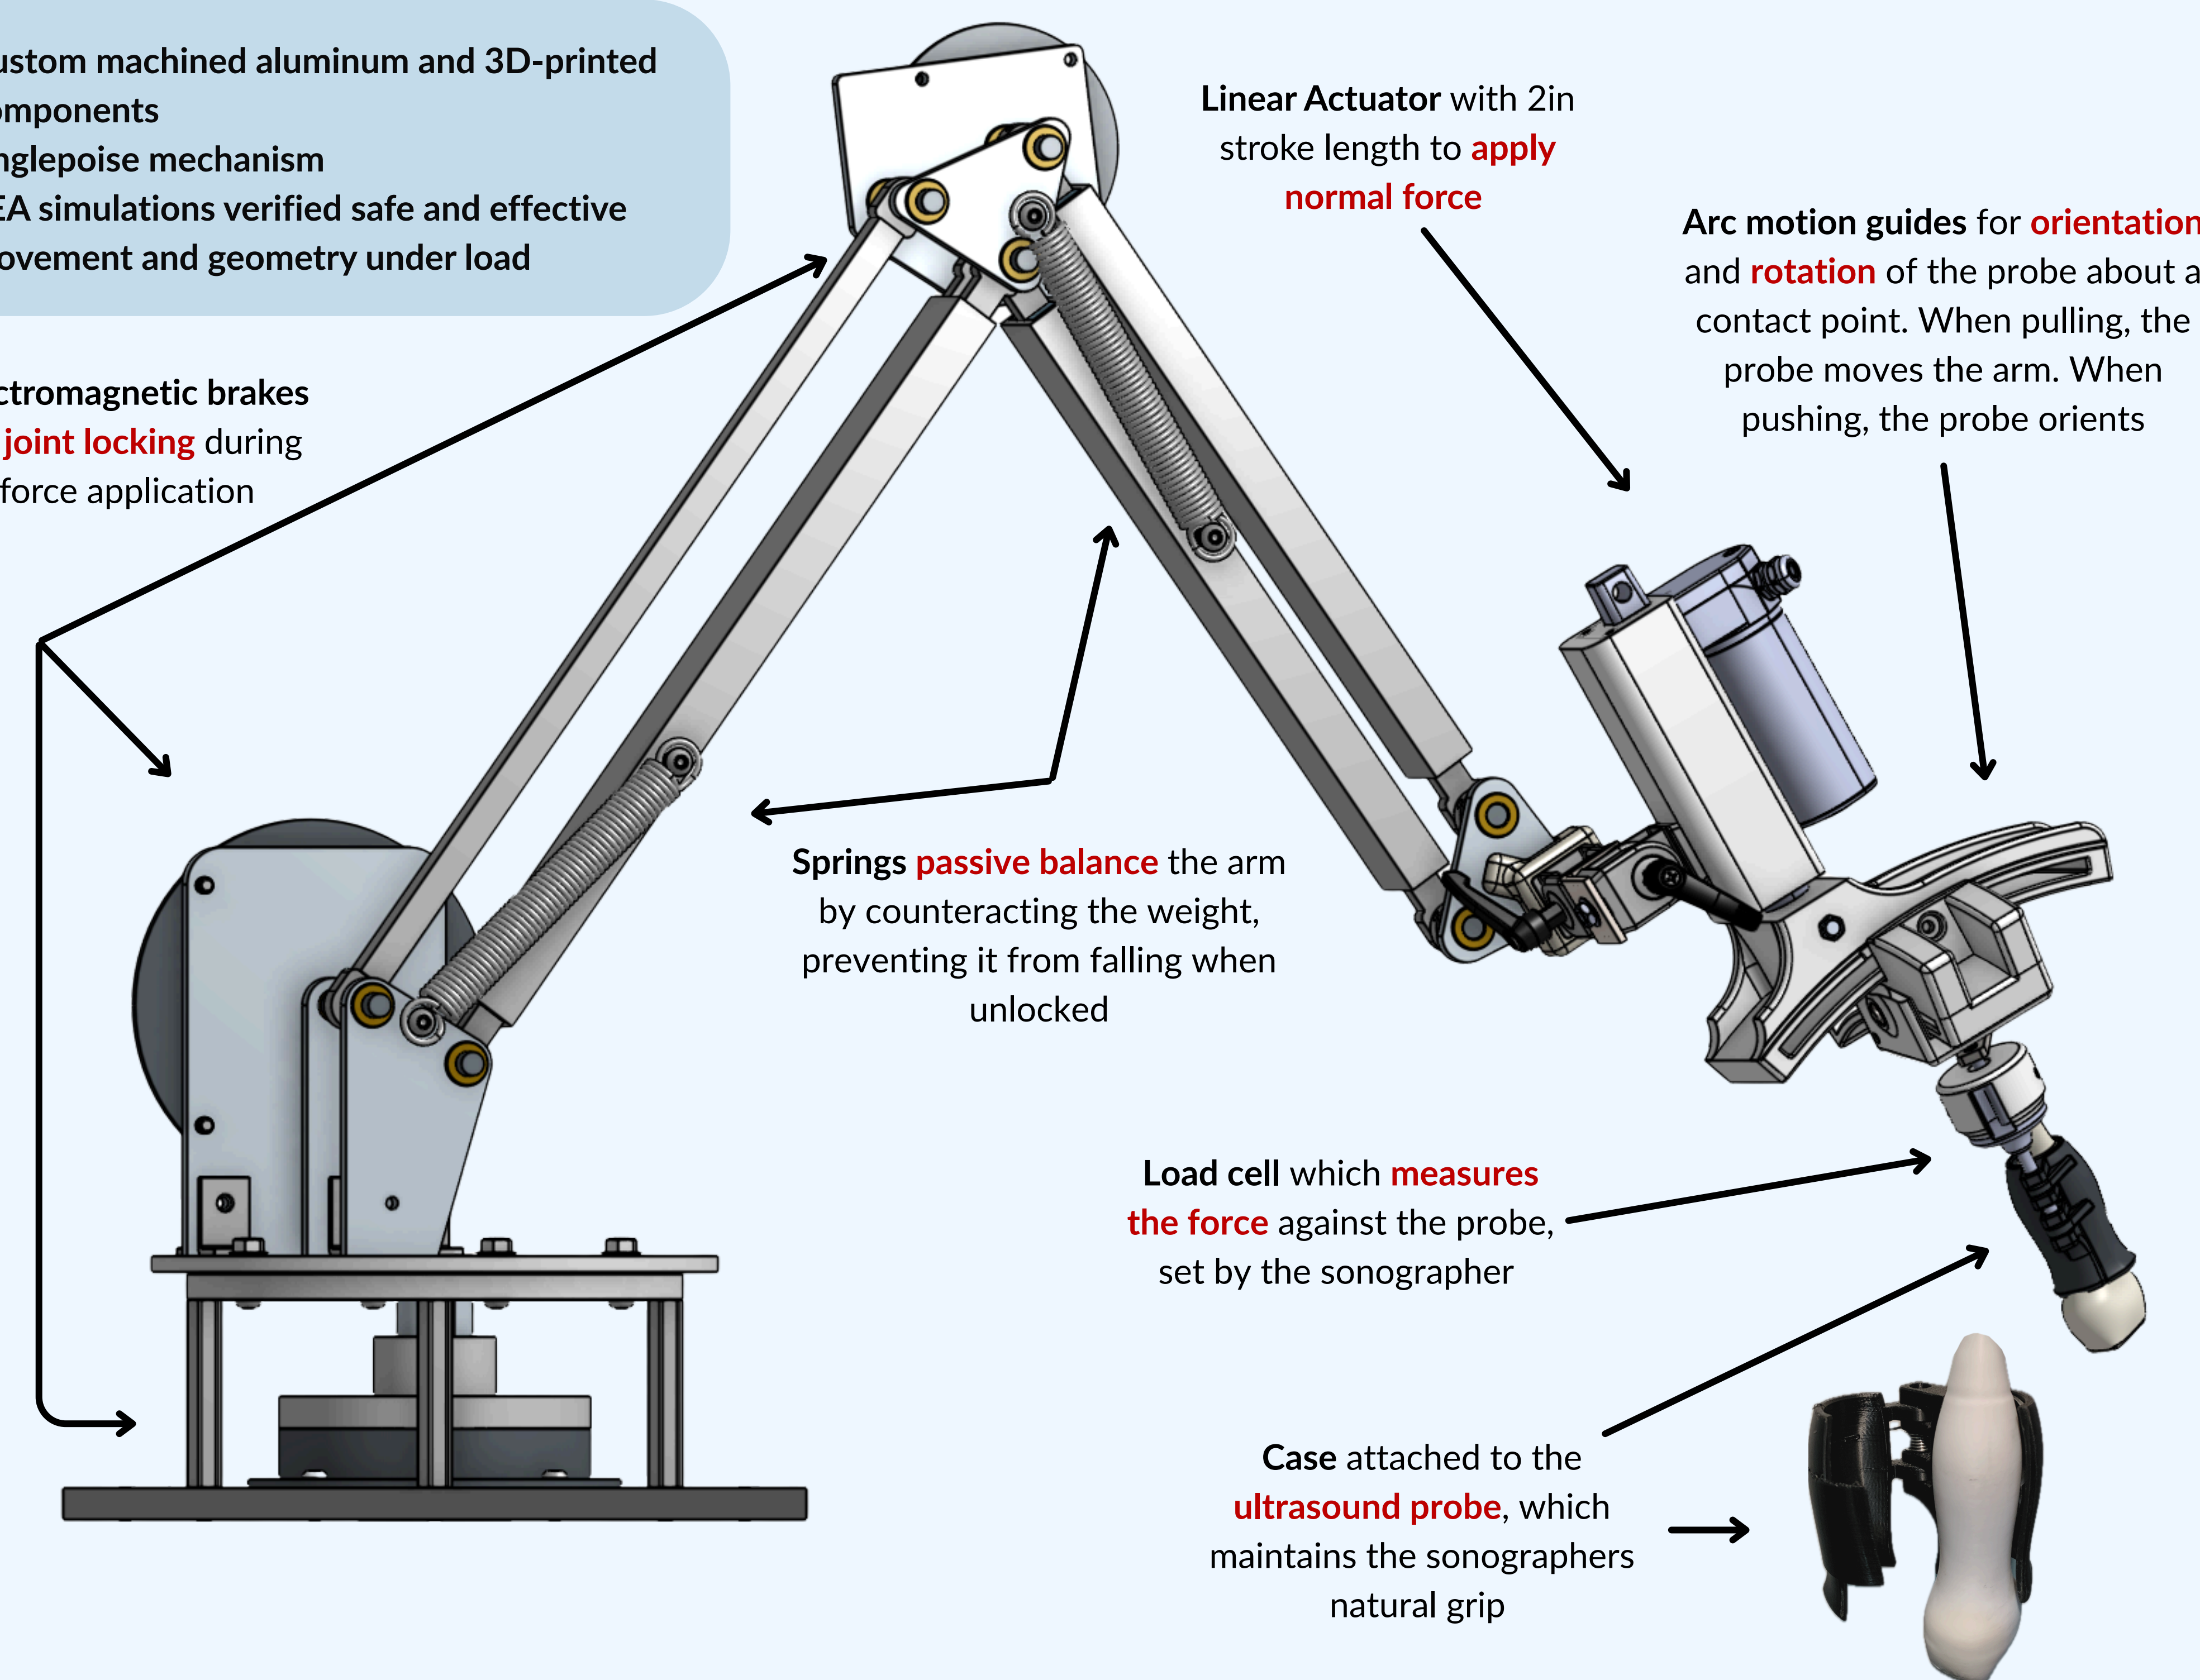 ustom machined aluminum and 3D-printed
omponents
nglepoise mechanism
EA simulations verified safe and effective
ovement and geometry under load
ctromagnetic brakes
joint locking during
force application
Linear Actuator with 2in
stroke length to apply
normal force
Arc motion guides for orientation
and rotation of the probe about a
contact point. When pulling, the
probe moves the arm. When
pushing, the probe orients
Springs passive balance the arm
by counteracting the weight,
preventing it from falling when
unlocked
Load cell which measures
the force against the probe,
set by the sonographer
Case attached to the
ultrasound probe, which
maintains the sonographers
natural grip